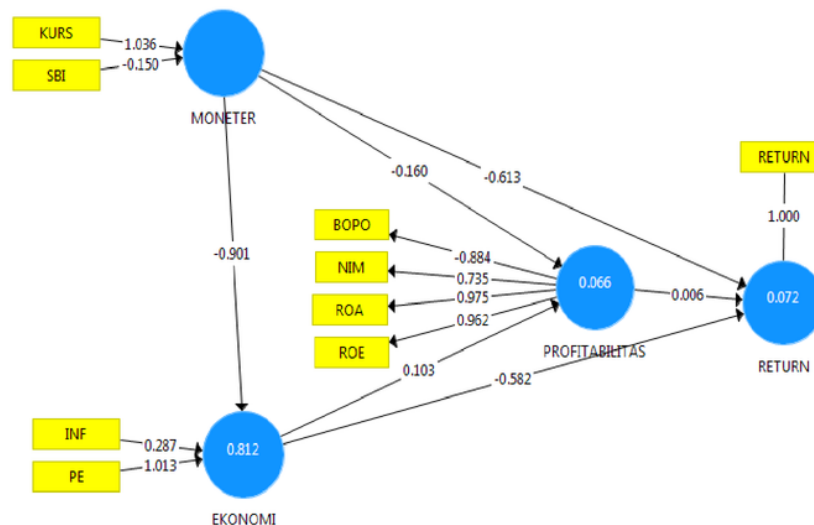 KURS
1.036
SBI
-0.150
MONETER
-0.160
-0.613
RETURN
1.000
-0.901
BOPO
-0.884
NIM
0.735
ROA
0.975
ROE
0.962
0.066
0.006
0.072
PROFITABILITAS
RETURN
0.103
-0.582
INF
0.287
PE
1.013
0.812
EKONOMI